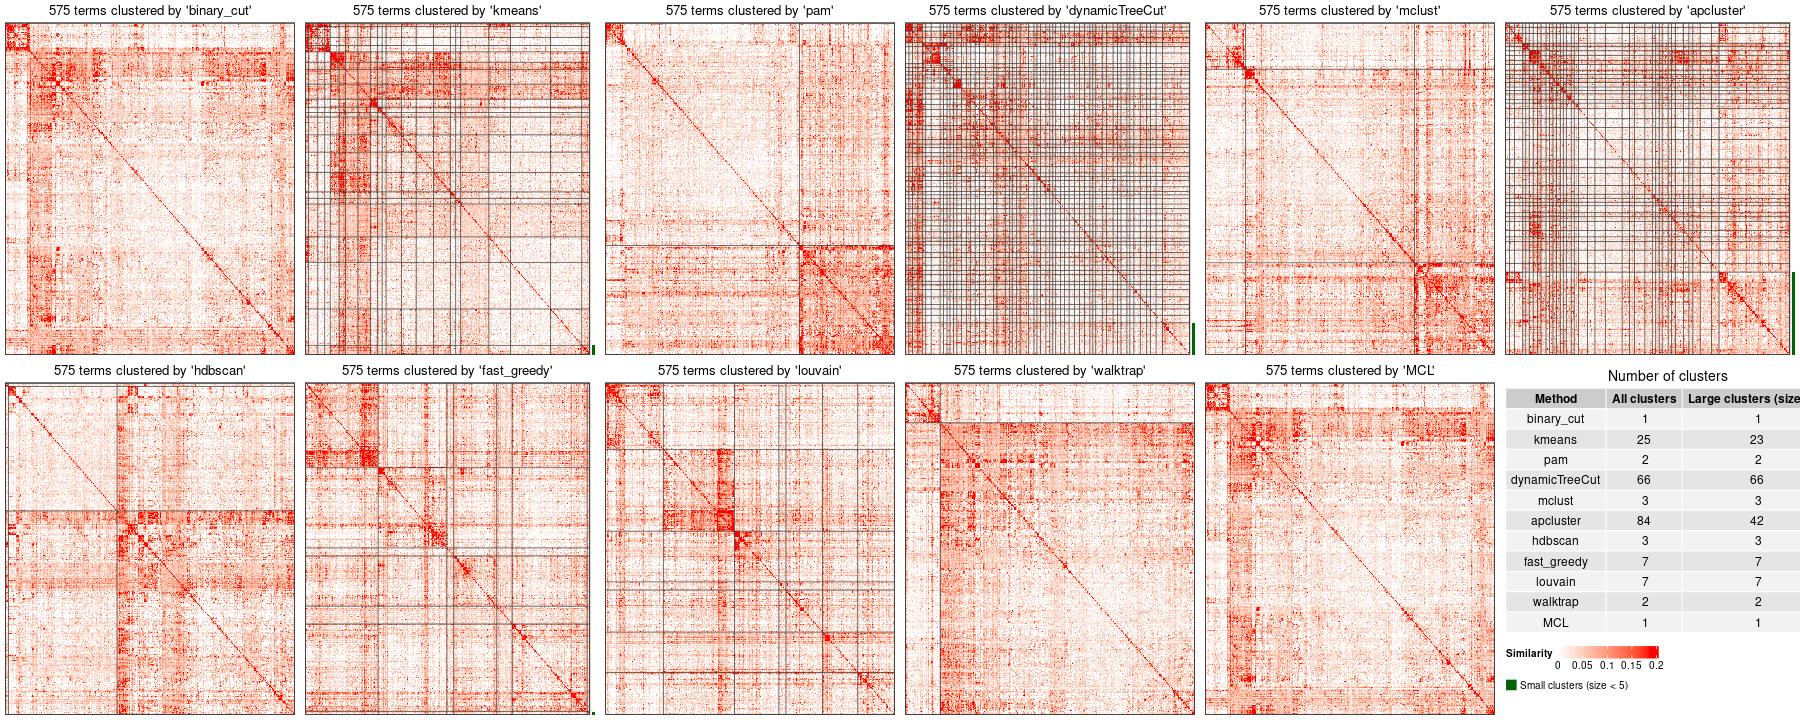 575 terms clustered by 'binary_cut'
575 terms clustered by 'kmeans'
575 terms clustered by 'pam'
575 terms clustered by 'dynamicTreeCut'
575 terms clustered by 'mclust'
575 terms clustered by 'apcluster'
575 terms clustered by 'hdbscan'
575 terms clustered by 'fast_greedy'
575 terms clustered by 'louvain'
575 terms clustered by 'walktrap'
575 terms clustered by 'MCL'
Number of clusters
Method All clusters Large clusters (size
binary_cut 1 1
kmeans 25 23
pam 2 2
dynamicTreeCut 66 66
mclust 3 3
apcluster 84 42
hdbscan 3 3
fast_greedy 7 7
louvain 7 7
walktrap 2 2
MCL 1 1
Similarity
0 0.05 0.1 0.15 0.2
Small clusters (size < 5)